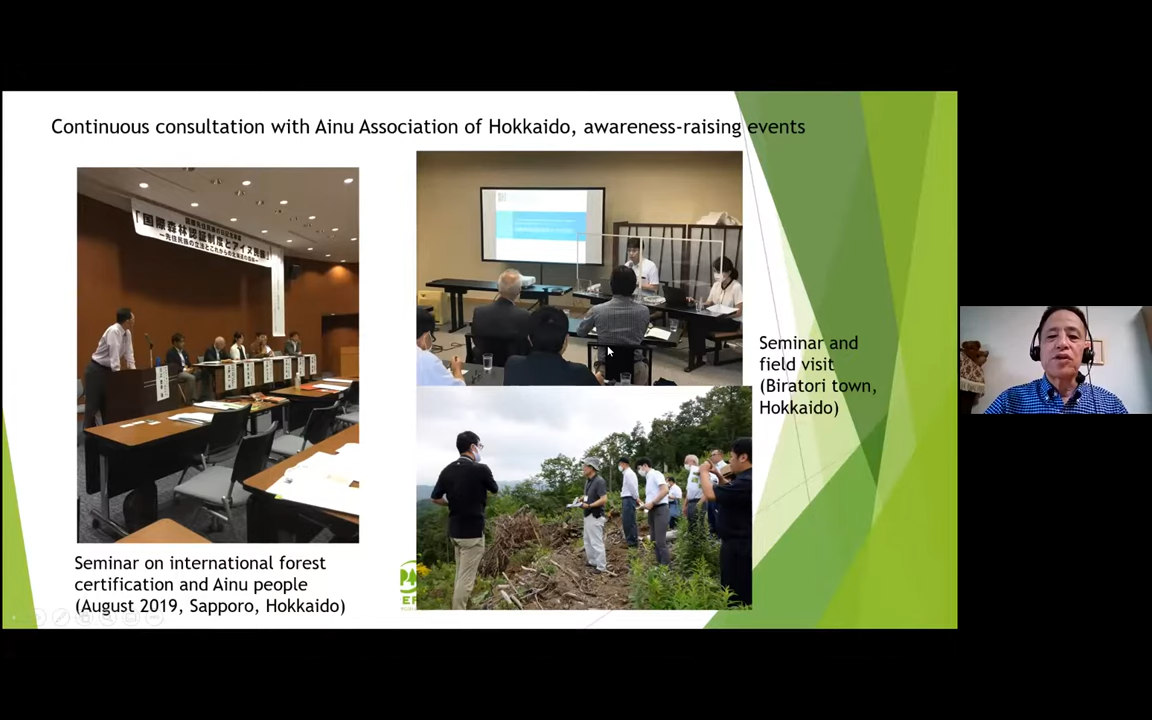 Continuous consultation with Ainu Association of Hokkaido, awareness-raising events
「国際森林認証制度とアイヌ民族」
Seminar and
field visit
(Biratori town,
Hokkaido)
Seminar on international forest
certification and Ainu people
(August 2019, Sapporo, Hokkaido)